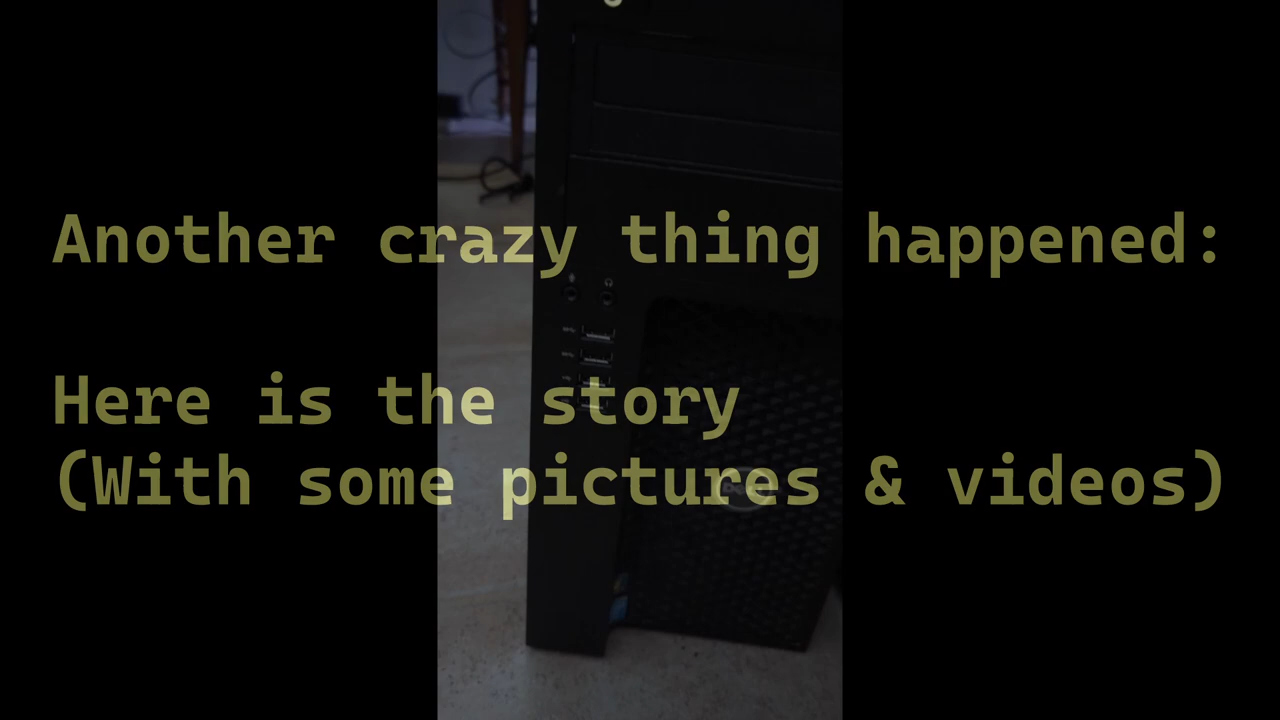 Another crazy thing happened:
Here is the story
(With some pictures & videos)